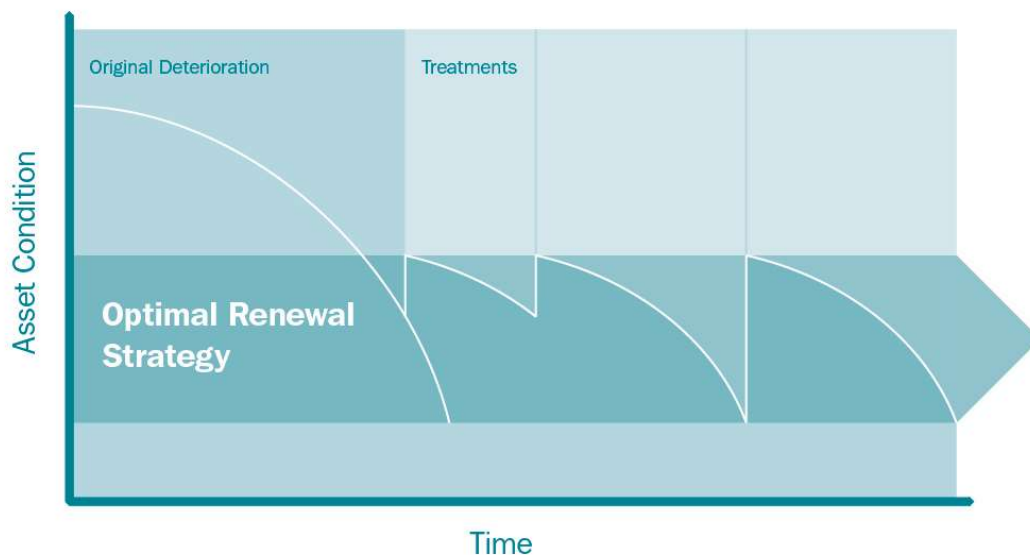 Original Deterioration
Treatments
Asset Condition
Optimal Renewal
Strategy
Time